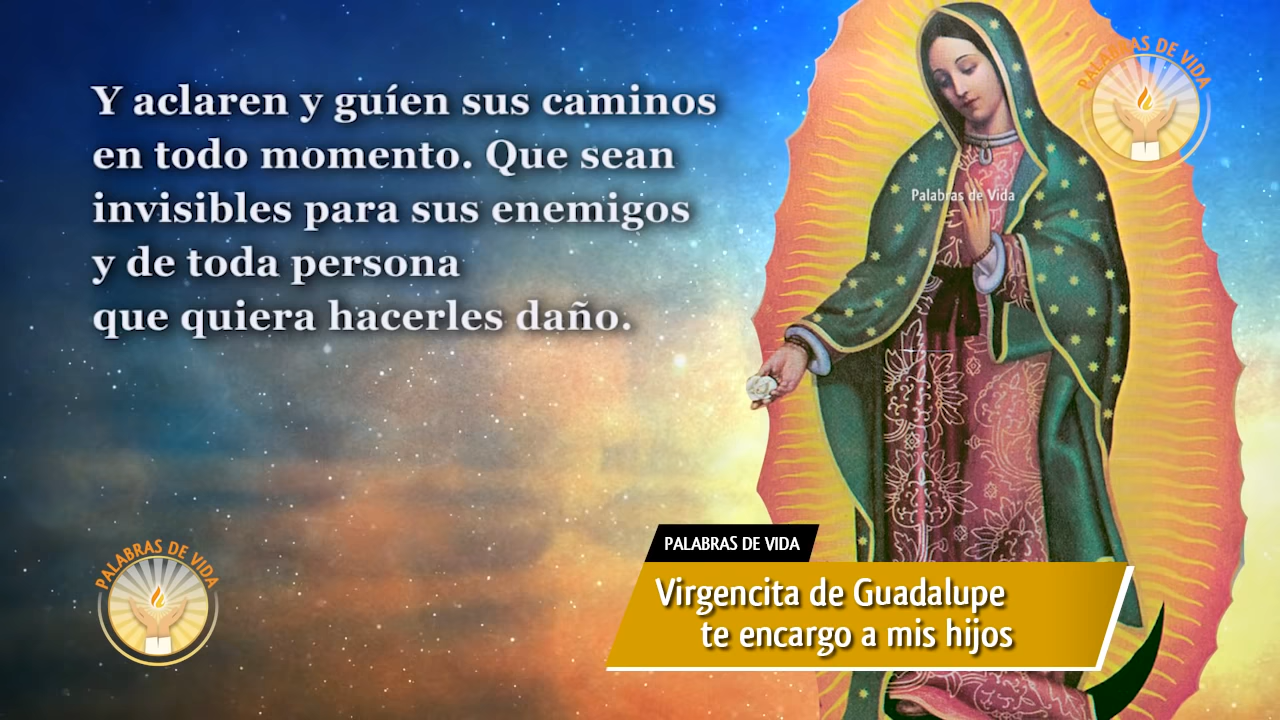 Y aclaren y guíen sus caminos
en todo momento. Que sean
invisibles para sus enemigos
y de toda persona
que quiera hacerles daño.
PALABRAS DE VIDA
Palabras de Vida
PALABRAS DE VIDA
PALABRAS DE VIDA
Virgencita de Guadalupe
te encargo a mis hijos